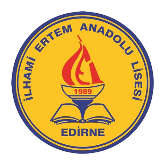 İLHAMİ ERTEM ANADOLU LİSESİ
1989
EDİRNE